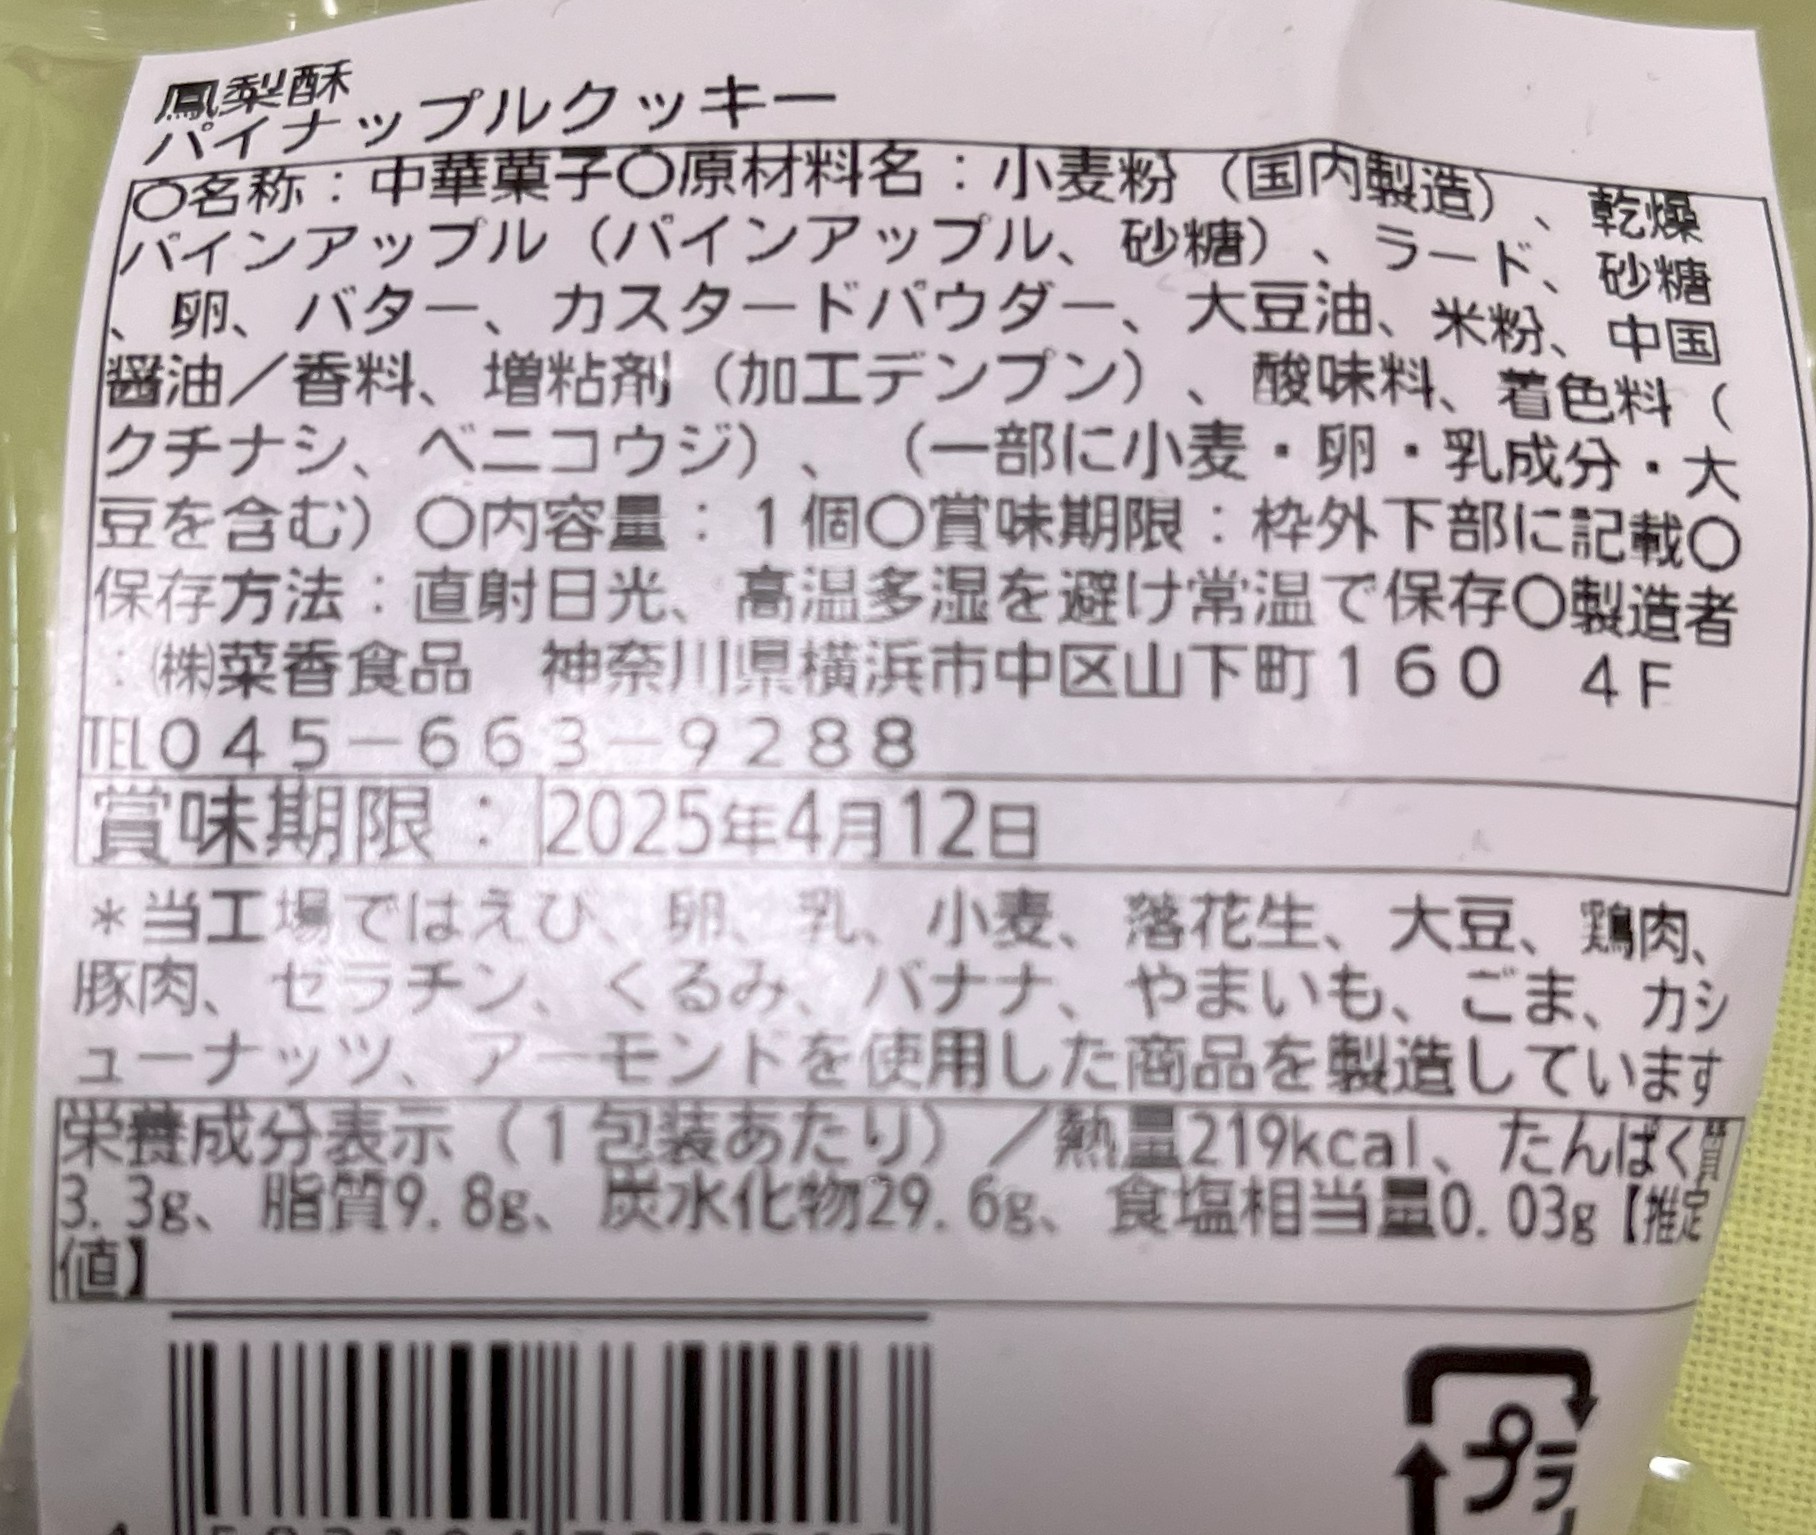 鳳梨酥
パイナップルクッキー
〇名称：中華菓子〇原材料名：小麦粉（国内製造）、乾燥
パインアップル（パインアップル、砂糖）、ラード、砂糖
、卵、バター、カスタードパウダー、大豆油、米粉、中国
醤油／香料、増粘剤（加工デンプン）、酸味料、着色料（
クチナシ、ベニコウジ）、（一部に小麦・卵・乳成分・大
豆を含む）〇内容量：１個〇賞味期限：枠外下部に記載〇
保存方法：直射日光、高温多湿を避け常温で保存〇製造者
：㈱菜香食品　神奈川県横浜市中区山下町１６０　４Ｆ
℡０４５－６６３－９２８８
賞味期限：2025年4月12日
＊当工場ではえび、卵、乳、小麦、落花生、大豆、鶏肉、
豚肉、ゼラチン、くるみ、バナナ、やまいも、ごま、カシ
ューナッツ、アーモンドを使用した商品を製造しています
栄養成分表示（1包装あたり）／熱量219kcal、たんぱく質
3.3g、脂質9.8g、炭水化物29.6g、食塩相当量0.03g【推定
値】
プラ